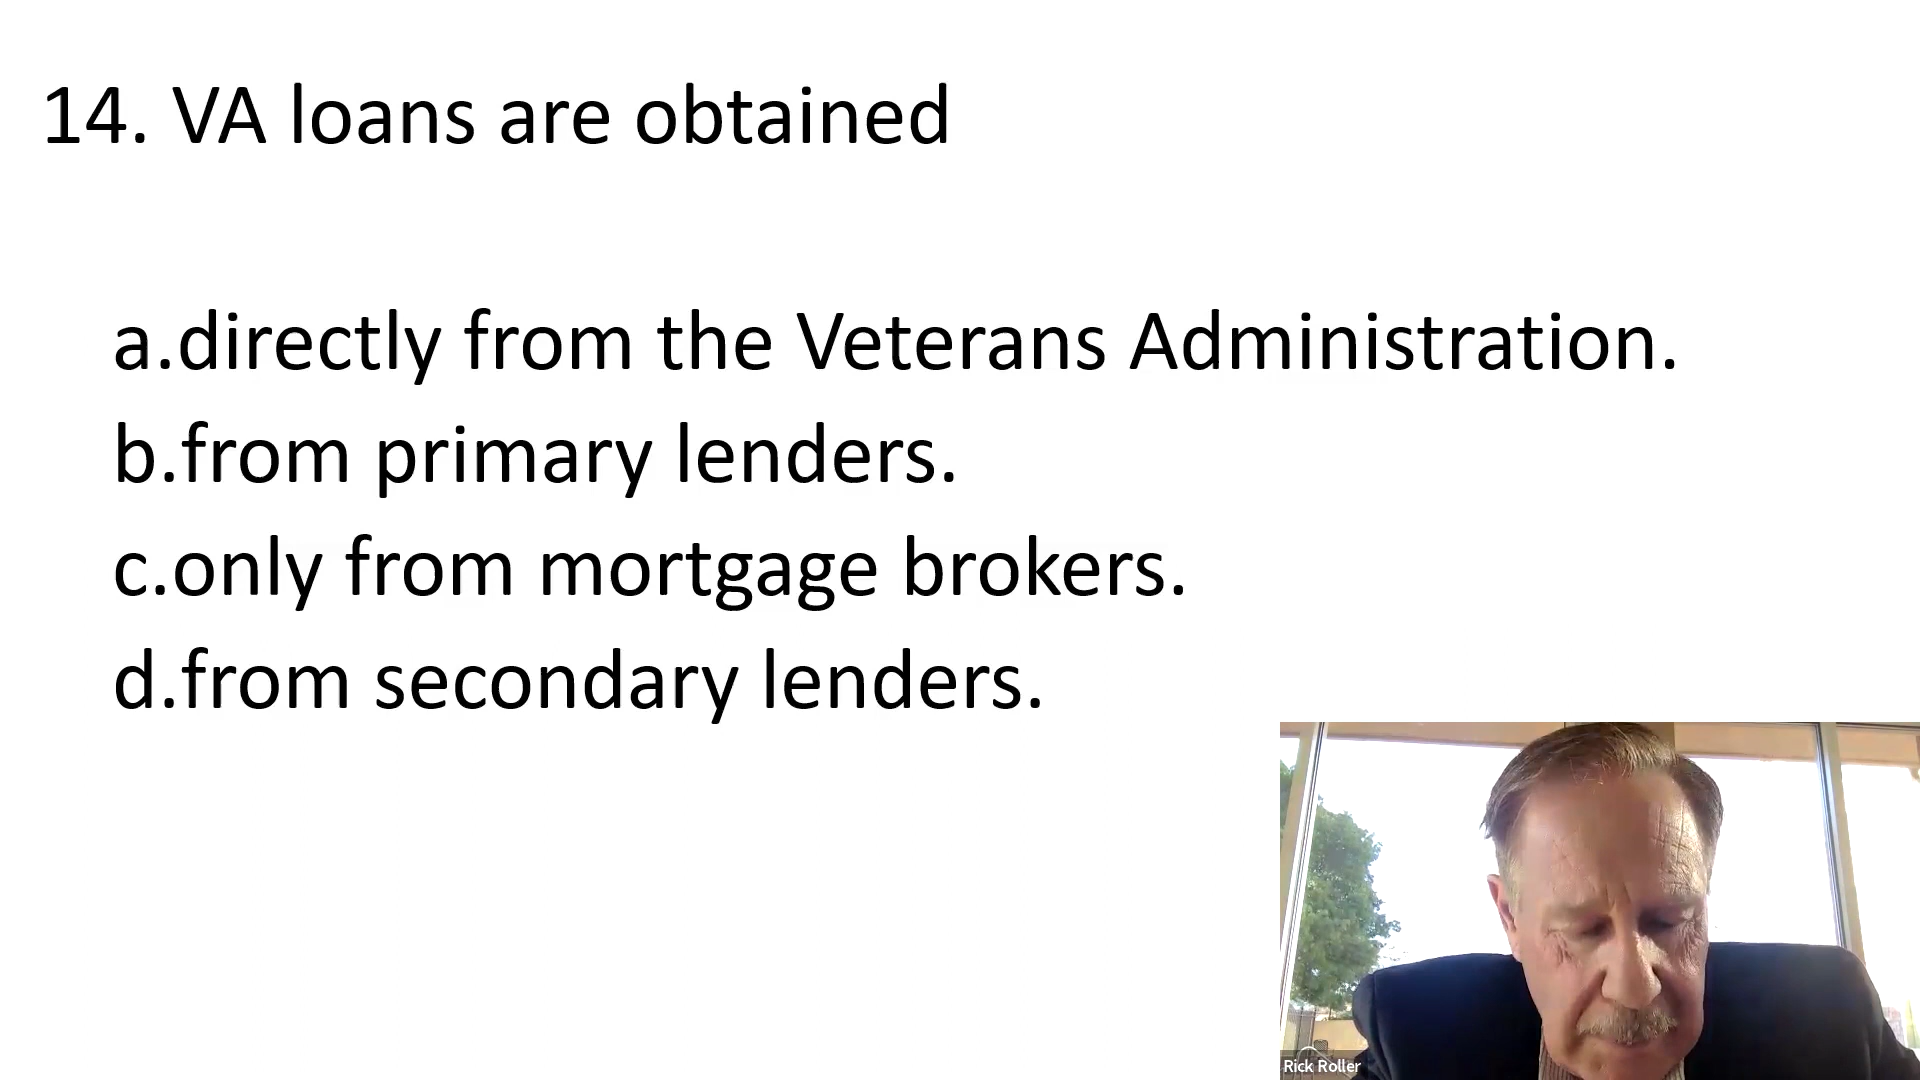 14. VA loans are obtained
a.directly from the Veterans Administration.
b.from primary lenders.
c.only from mortgage brokers.
d.from secondary lenders.
Rick Roller